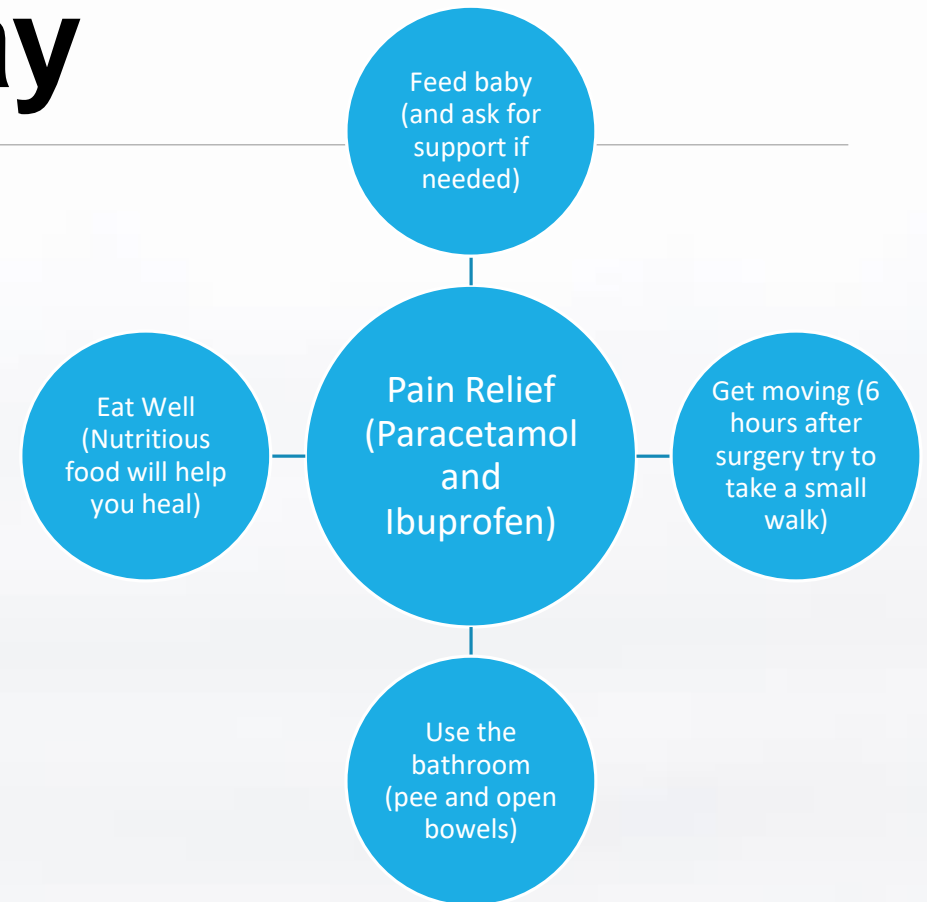 ay
Feed baby
(and ask for
support if
needed)
Eat Well
(Nutritious
food will help
you heal)
Pain Relief
(Paracetamol
and
Ibuprofen)
Get moving (6
hours after
surgery try to
take a small
walk)
Use the
bathroom
(pee and open
bowels)